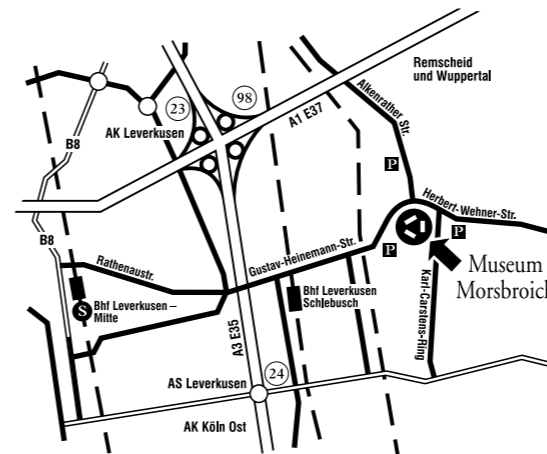 Remscheid
und Wuppertal
98
23
AK Leverkusen
A1 E37
Alkenrather Str.
B8
P
Herbert-Wehner-Str.
P
P
B8
Rathenaustr.
Gustav-Heinemann-Str.
Museum
Morsbroich
Karl-Carstens-Ring
S
Bhf Leverkusen –
Mitte
Bhf Leverkusen
Schlebusch
A3 E35
AS Leverkusen
24
AK Köln Ost